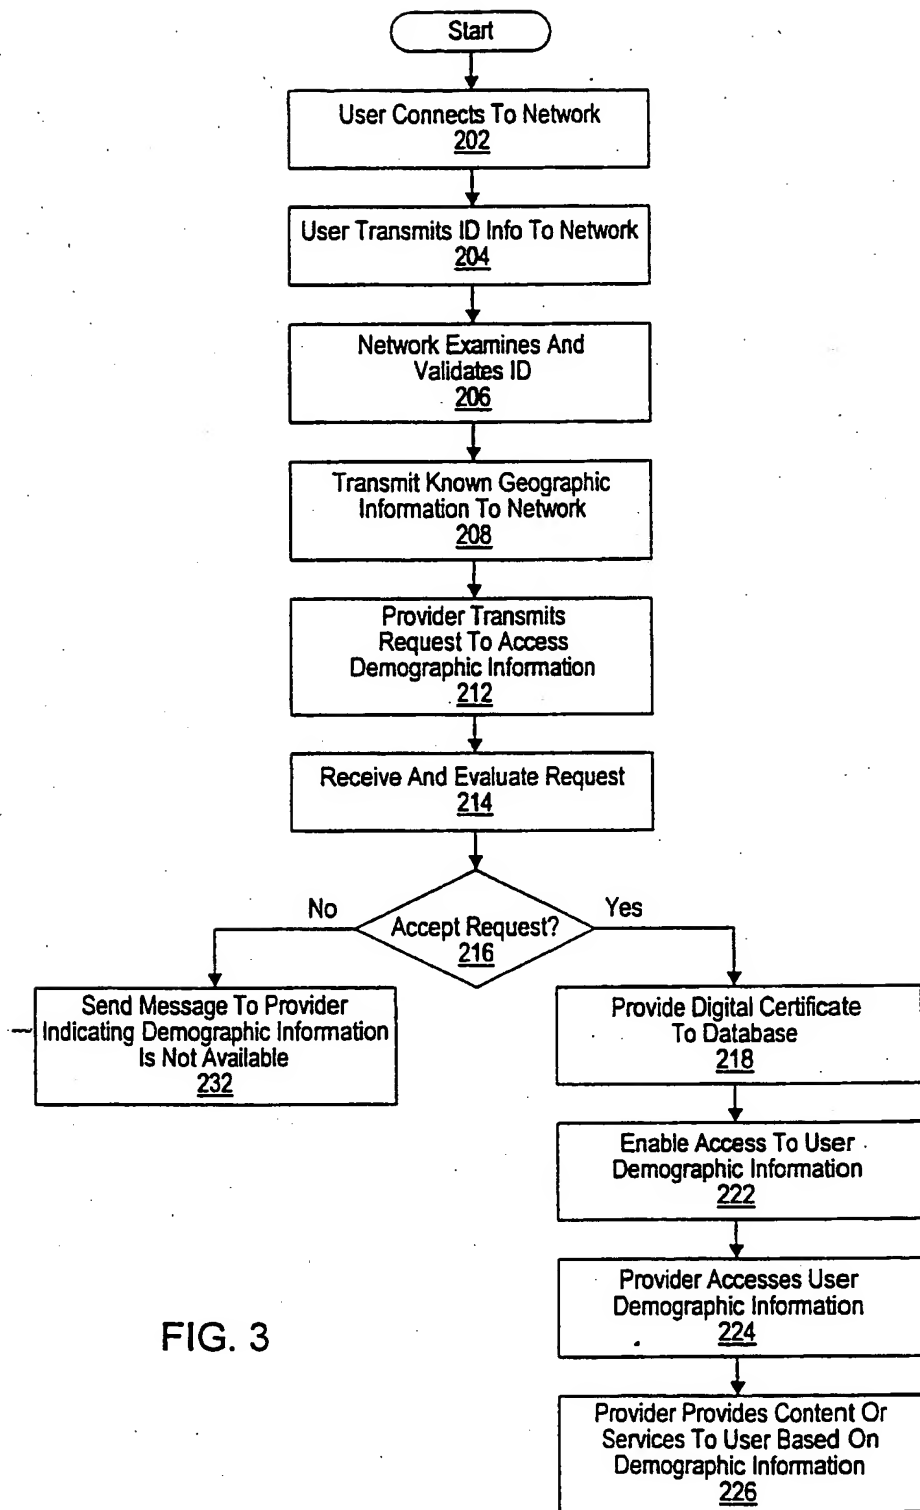 Start
User Connects To Network
202
User Transmits ID Info To Network
204
Network Examines And
Validates ID
206
Transmit Known Geographic
Information To Network
208
Provider Transmits
Request To Access
Demographic Information
212
Receive And Evaluate Request
214
Accept Request?
216
No
Yes
Send Message To Provider
Indicating Demographic Information
Is Not Available
232
Provide Digital Certificate
To Database
218
Enable Access To User
Demographic Information
222
Provider Accesses User
Demographic Information
224
Provider Provides Content Or
Services To User Based On
Demographic Information
226
FIG. 3